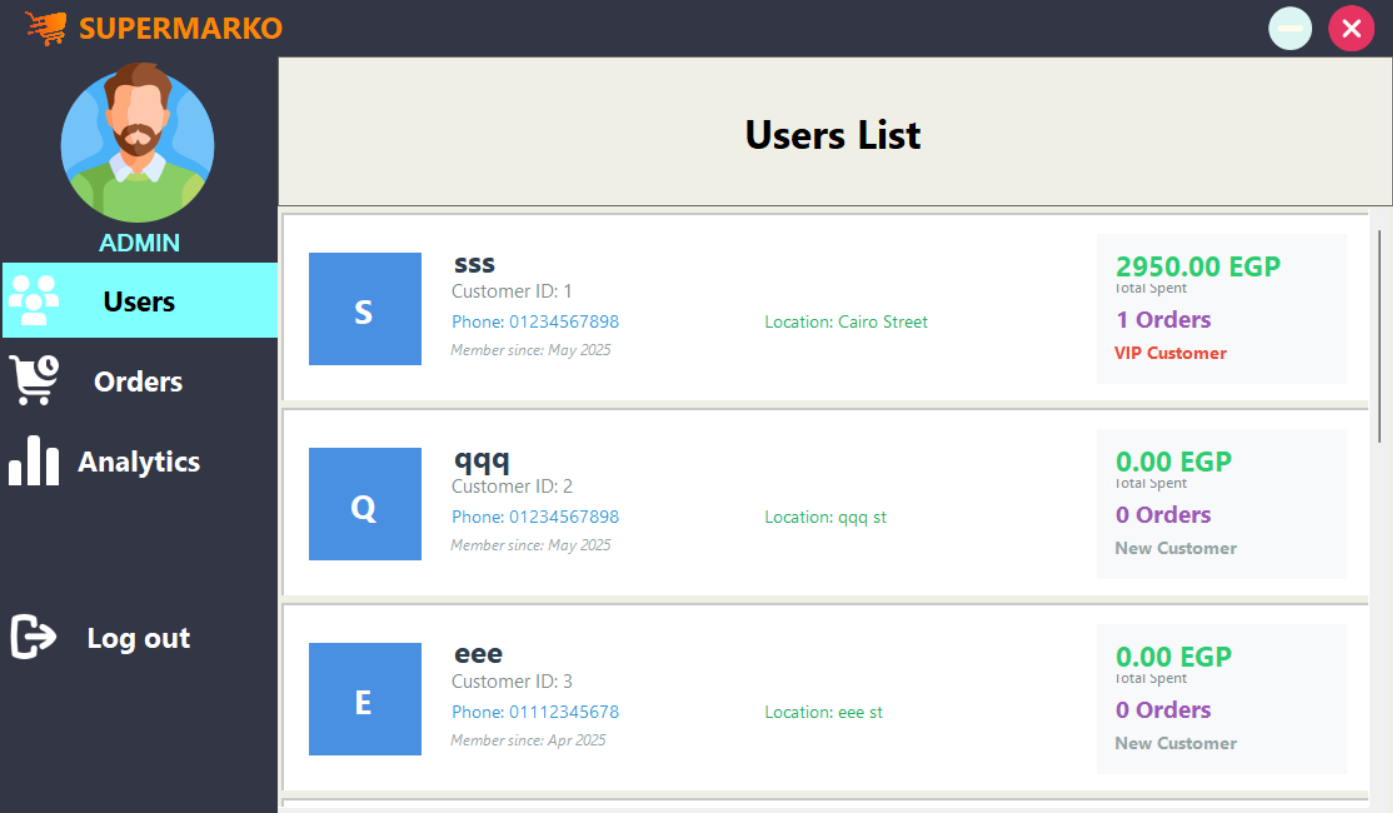 SUPERMARKO
ADMIN
Users
Orders
Analytics
Log out
Users List
S
sss
Customer ID: 1
Phone: 01234567898
Location: Cairo Street
Member since: May 2025
2950.00 EGP
Total Spent
1 Orders
VIP Customer
Q
qqq
Customer ID: 2
Phone: 01234567898
Location: qqq st
Member since: May 2025
0.00 EGP
Total Spent
0 Orders
New Customer
E
eee
Customer ID: 3
Phone: 01112345678
Location: eee st
Member since: Apr 2025
0.00 EGP
Total Spent
0 Orders
New Customer